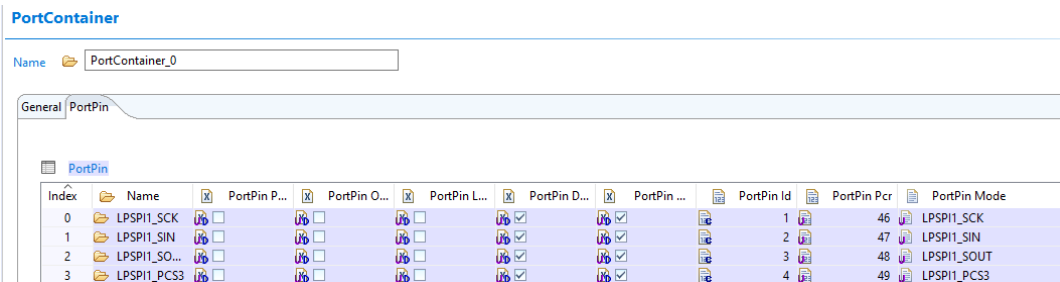 PortContainer
Name PortContainer_0
General PortPin
PortPin
Index Name PortPin P... PortPin O... PortPin L... PortPin D... PortPin ... PortPin Id PortPin Pcr PortPin Mode
0 LPSPI1_SCK 1 46 LPSPI1_SCK
1 LPSPI1_SIN 2 47 LPSPI1_SIN
2 LPSPI1_SO... 3 48 LPSPI1_SOUT
3 LPSPI1_PCS3 4 49 LPSPI1_PCS3